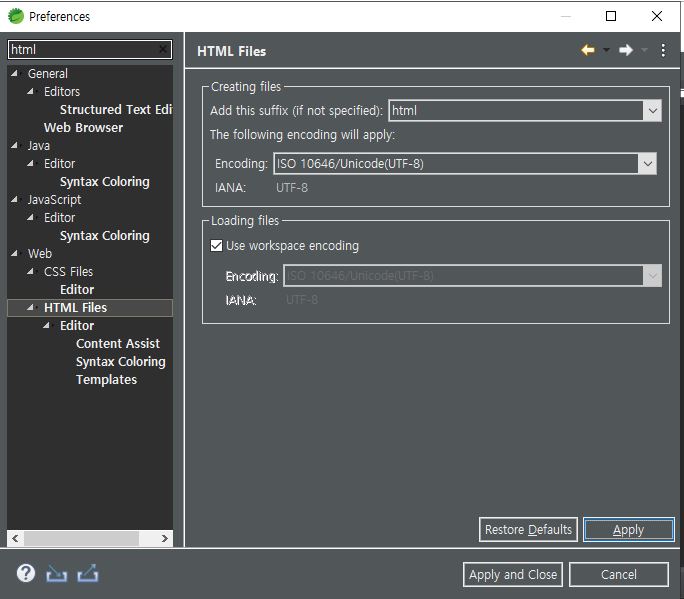 Preferences
html
HTML Files
General
Editors
Structured Text Edi
Web Browser
Java
Editor
Syntax Coloring
JavaScript
Editor
Syntax Coloring
Web
CSS Files
Editor
HTML Files
Editor
Content Assist
Syntax Coloring
Templates
Creating files
Add this suffix (if not specified): html
The following encoding will apply:
Encoding: ISO 10646/Unicode(UTF-8)
IANA: UTF-8
Loading files
Use workspace encoding
Encoding: ISO 10646/Unicode(UTF-8)
IANA: UTF-8
Restore Defaults Apply
Apply and Close Cancel